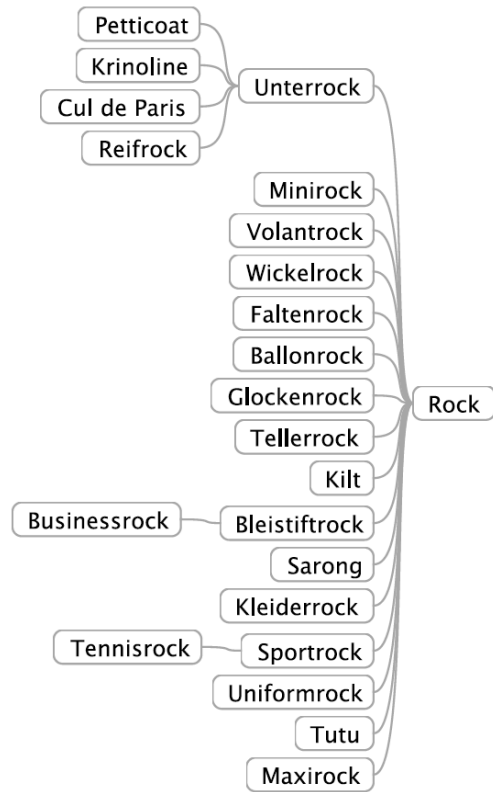 Petticoat
Krinoline
Unterrock
Cul de Paris
Reifrock
Minirock
Volantrock
Wickelrock
Faltenrock
Ballonrock
Glockenrock
Rock
Tellerrock
Kilt
Businessrock
Bleistiftrock
Sarong
Kleiderrock
Tennisrock
Sportrock
Uniformrock
Tutu
Maxirock